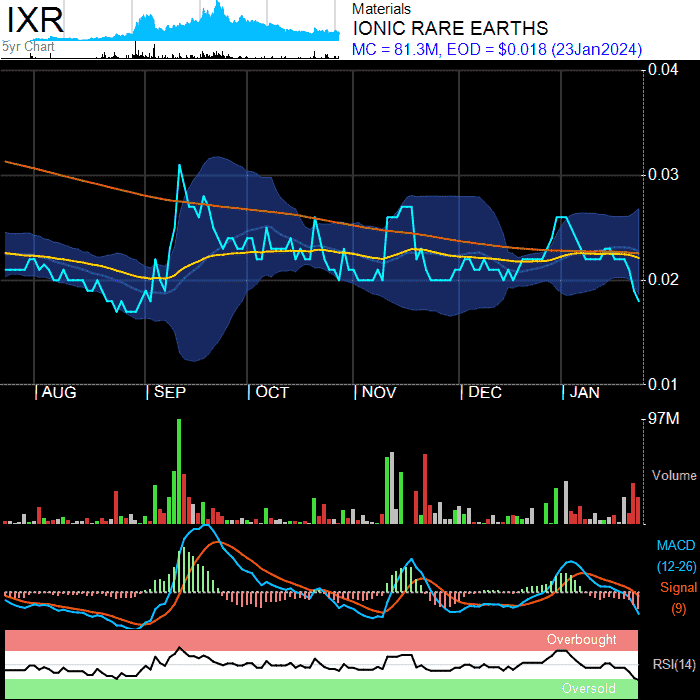 IXR
5yr Chart
Materials
IONIC RARE EARTHS
MC = 81.3M, EOD = $0.018 (23Jan2024)
0.04
0.03
0.02
0.01
AUG SEP OCT NOV DEC JAN
97M
Volume
MACD
(12-26)
Signal
(9)
Overbought
RSI(14)
Oversold